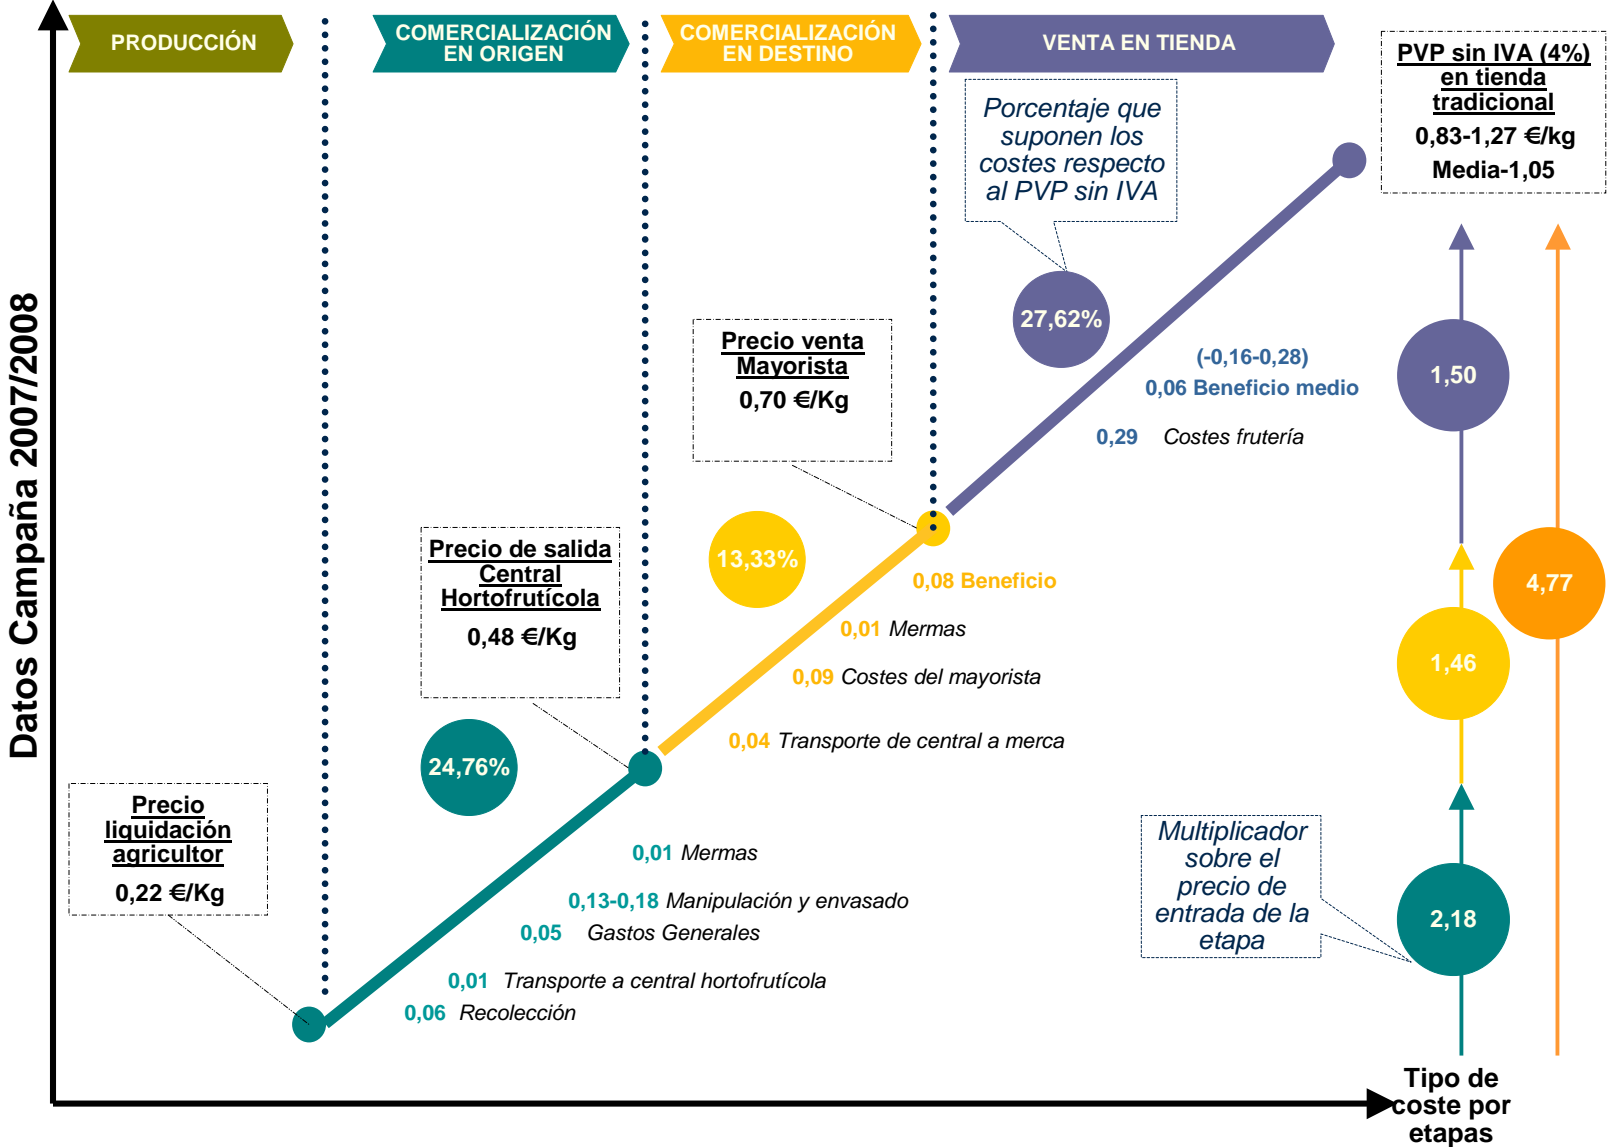 PRODUCCIÓN
COMERCIALIZACIÓN
EN ORIGEN
COMERCIALIZACIÓN
EN DESTINO
VENTA EN TIENDA
PVP sin IVA (4%)
en tienda
tradicional
0,83-1,27 €/kg
Media-1,05
Porcentaje que
suponen los
costes respecto
al PVP sin IVA
27,62%
Datos Campaña 2007/2008
Precio venta
Mayorista
0,70 €/Kg
(-0,16-0,28)
0,06 Beneficio medio
0,29 Costes frutería
1,50
Precio de salida
Central
Hortofrutícola
0,48 €/Kg
13,33%
0,08 Beneficio
0,01 Mermas
0,09 Costes del mayorista
0,04 Transporte de central a merca
4,77
1,46
24,76%
Precio
liquidación
agricultor
0,22 €/Kg
0,01 Mermas
0,13-0,18 Manipulación y envasado
0,05 Gastos Generales
0,01 Transporte a central hortofrutícola
0,06 Recolección
Multiplicador
sobre el
precio de
entrada de la
etapa
2,18
Tipo de
coste por
etapas